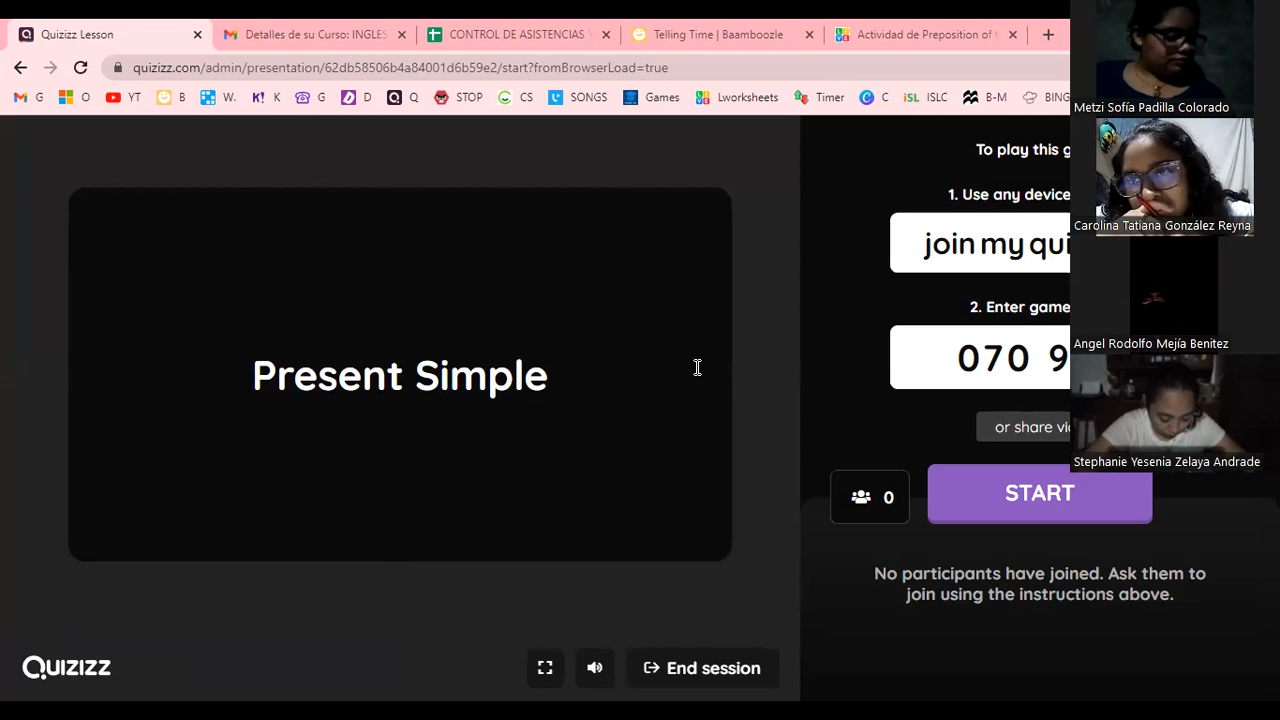 Quizizz Lesson
Detalles de su Curso: INGLES
CONTROL DE ASISTENCIAS
Telling Time | Baamboozle
Actividad de Preposition of
quizizz.com/admin/presentation/62db58506b4a84001d6b59e2/start?fromBrowserLoad=true
G O YT B W. K! K G D Q STOP CS SONGS Games Lworksheets Timer C iSL ISLC B-M BING
Metzi Sofía Padilla Colorado
Carolina Tatiana González Reyna
Angel Rodolfo Mejía Benitez
Stephanie Yesenia Zelaya Andrade
Present Simple
To play this g
1. Use any device
join my qui
2. Enter game
070 9
or share vi
0
START
No participants have joined. Ask them to
join using the instructions above.
QUIZIZZ
End session